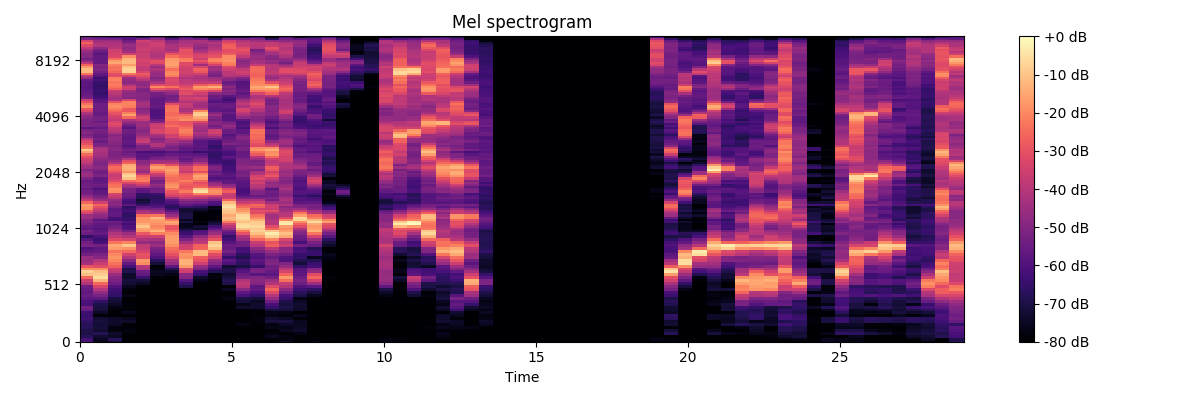 Mel spectrogram
Hz
8192
4096
2048
1024
512
0
0 5 10 15 20 25
Time
+0 dB
-10 dB
-20 dB
-30 dB
-40 dB
-50 dB
-60 dB
-70 dB
-80 dB